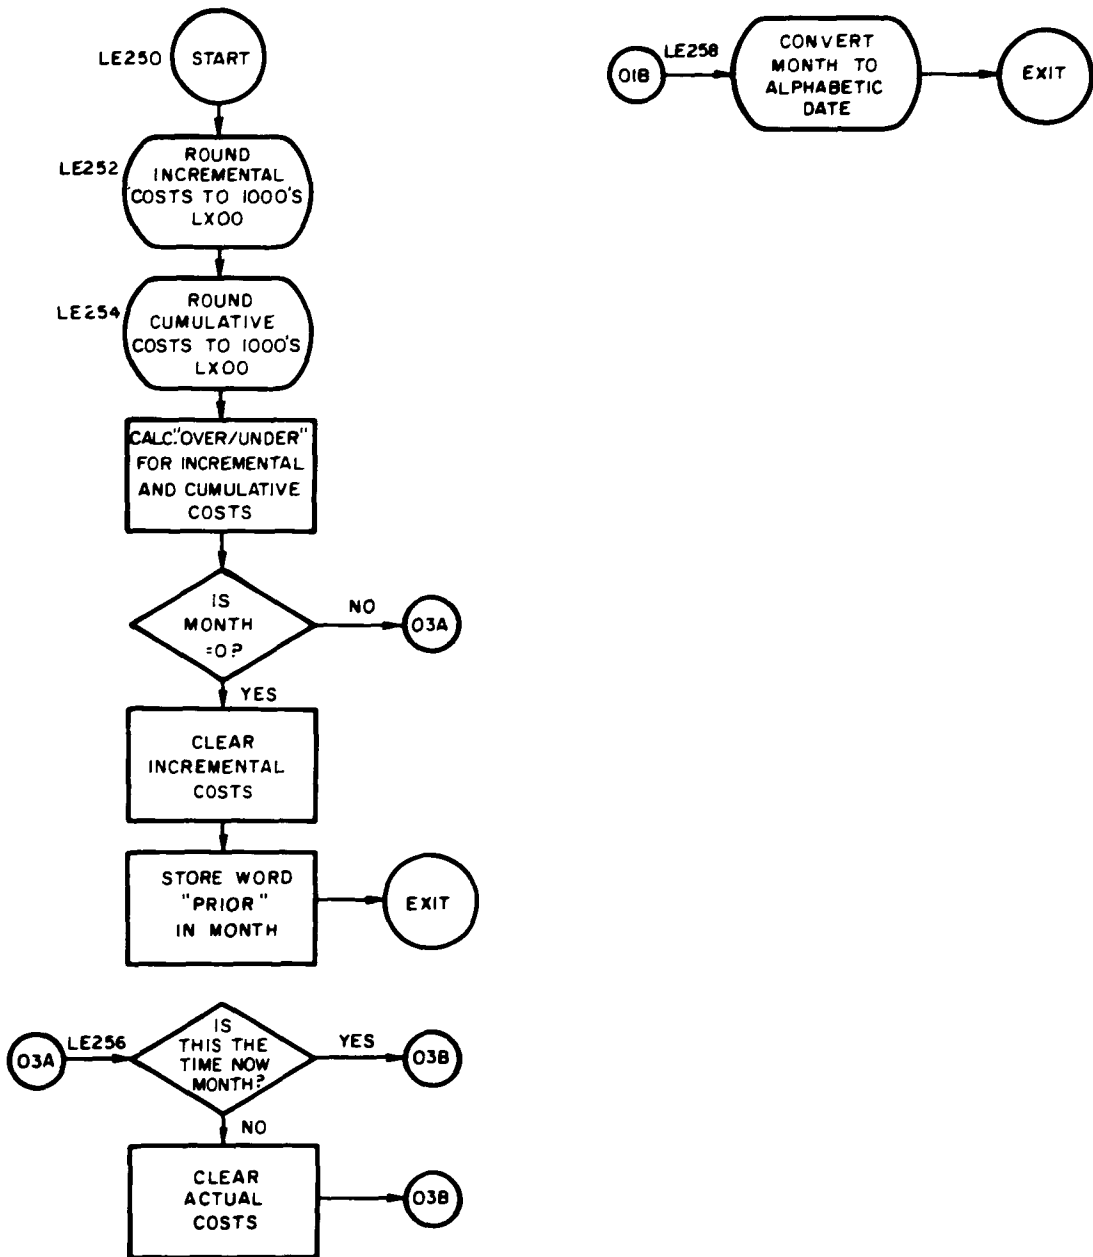 LE250
START
LE252
ROUND
INCREMENTAL
COSTS TO 1000'S
LX00
LE254
ROUND
CUMULATIVE
COSTS TO 1000'S
LX00
CALC."OVER/UNDER"
FOR INCREMENTAL
AND CUMULATIVE
COSTS
IS
MONTH
=0?
NO
03A
YES
CLEAR
INCREMENTAL
COSTS
STORE WORD
"PRIOR"
IN MONTH
EXIT
03A
LE256
IS
THIS THE
TIME NOW
MONTH?
YES
03B
NO
CLEAR
ACTUAL
COSTS
03B
01B
LE258
CONVERT
MONTH TO
ALPHABETIC
DATE
EXIT